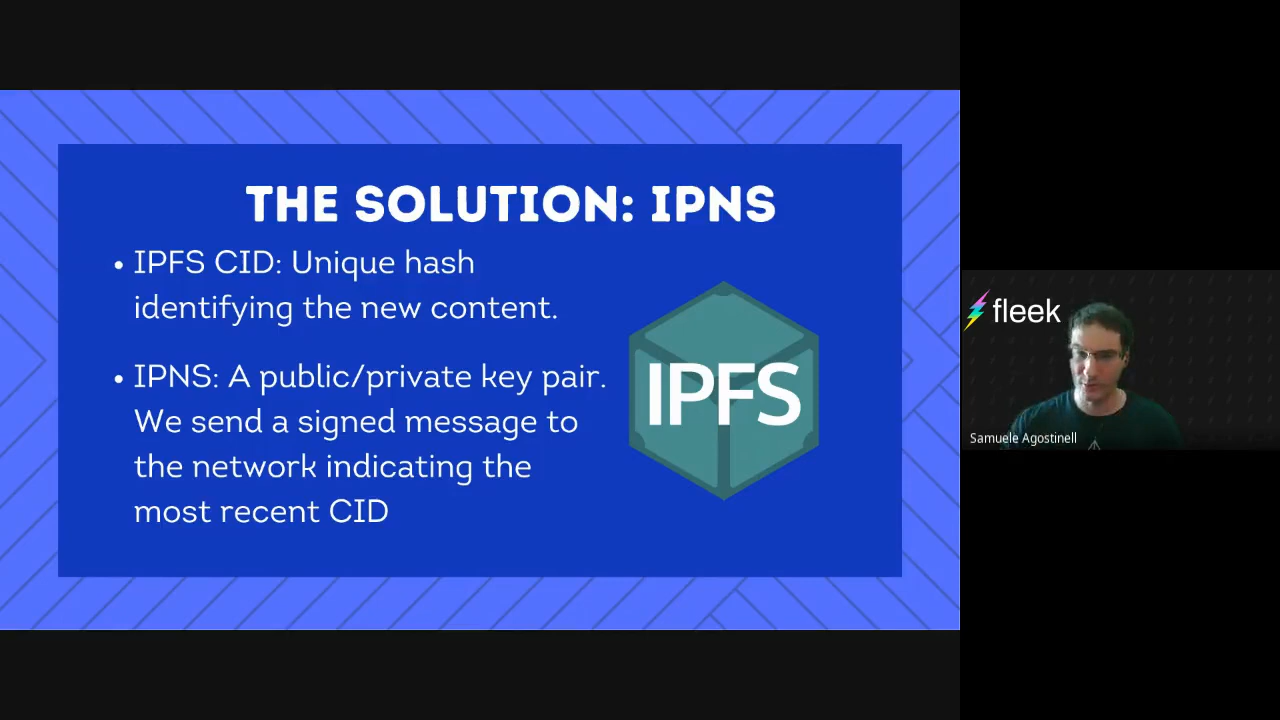 THE SOLUTION: IPNS
• IPFS CID: Unique hash
identifying the new content.
• IPNS: A public/private key pair.
We send a signed message to
the network indicating the
most recent CID
IPFS
fleek
Samuele Agostinell